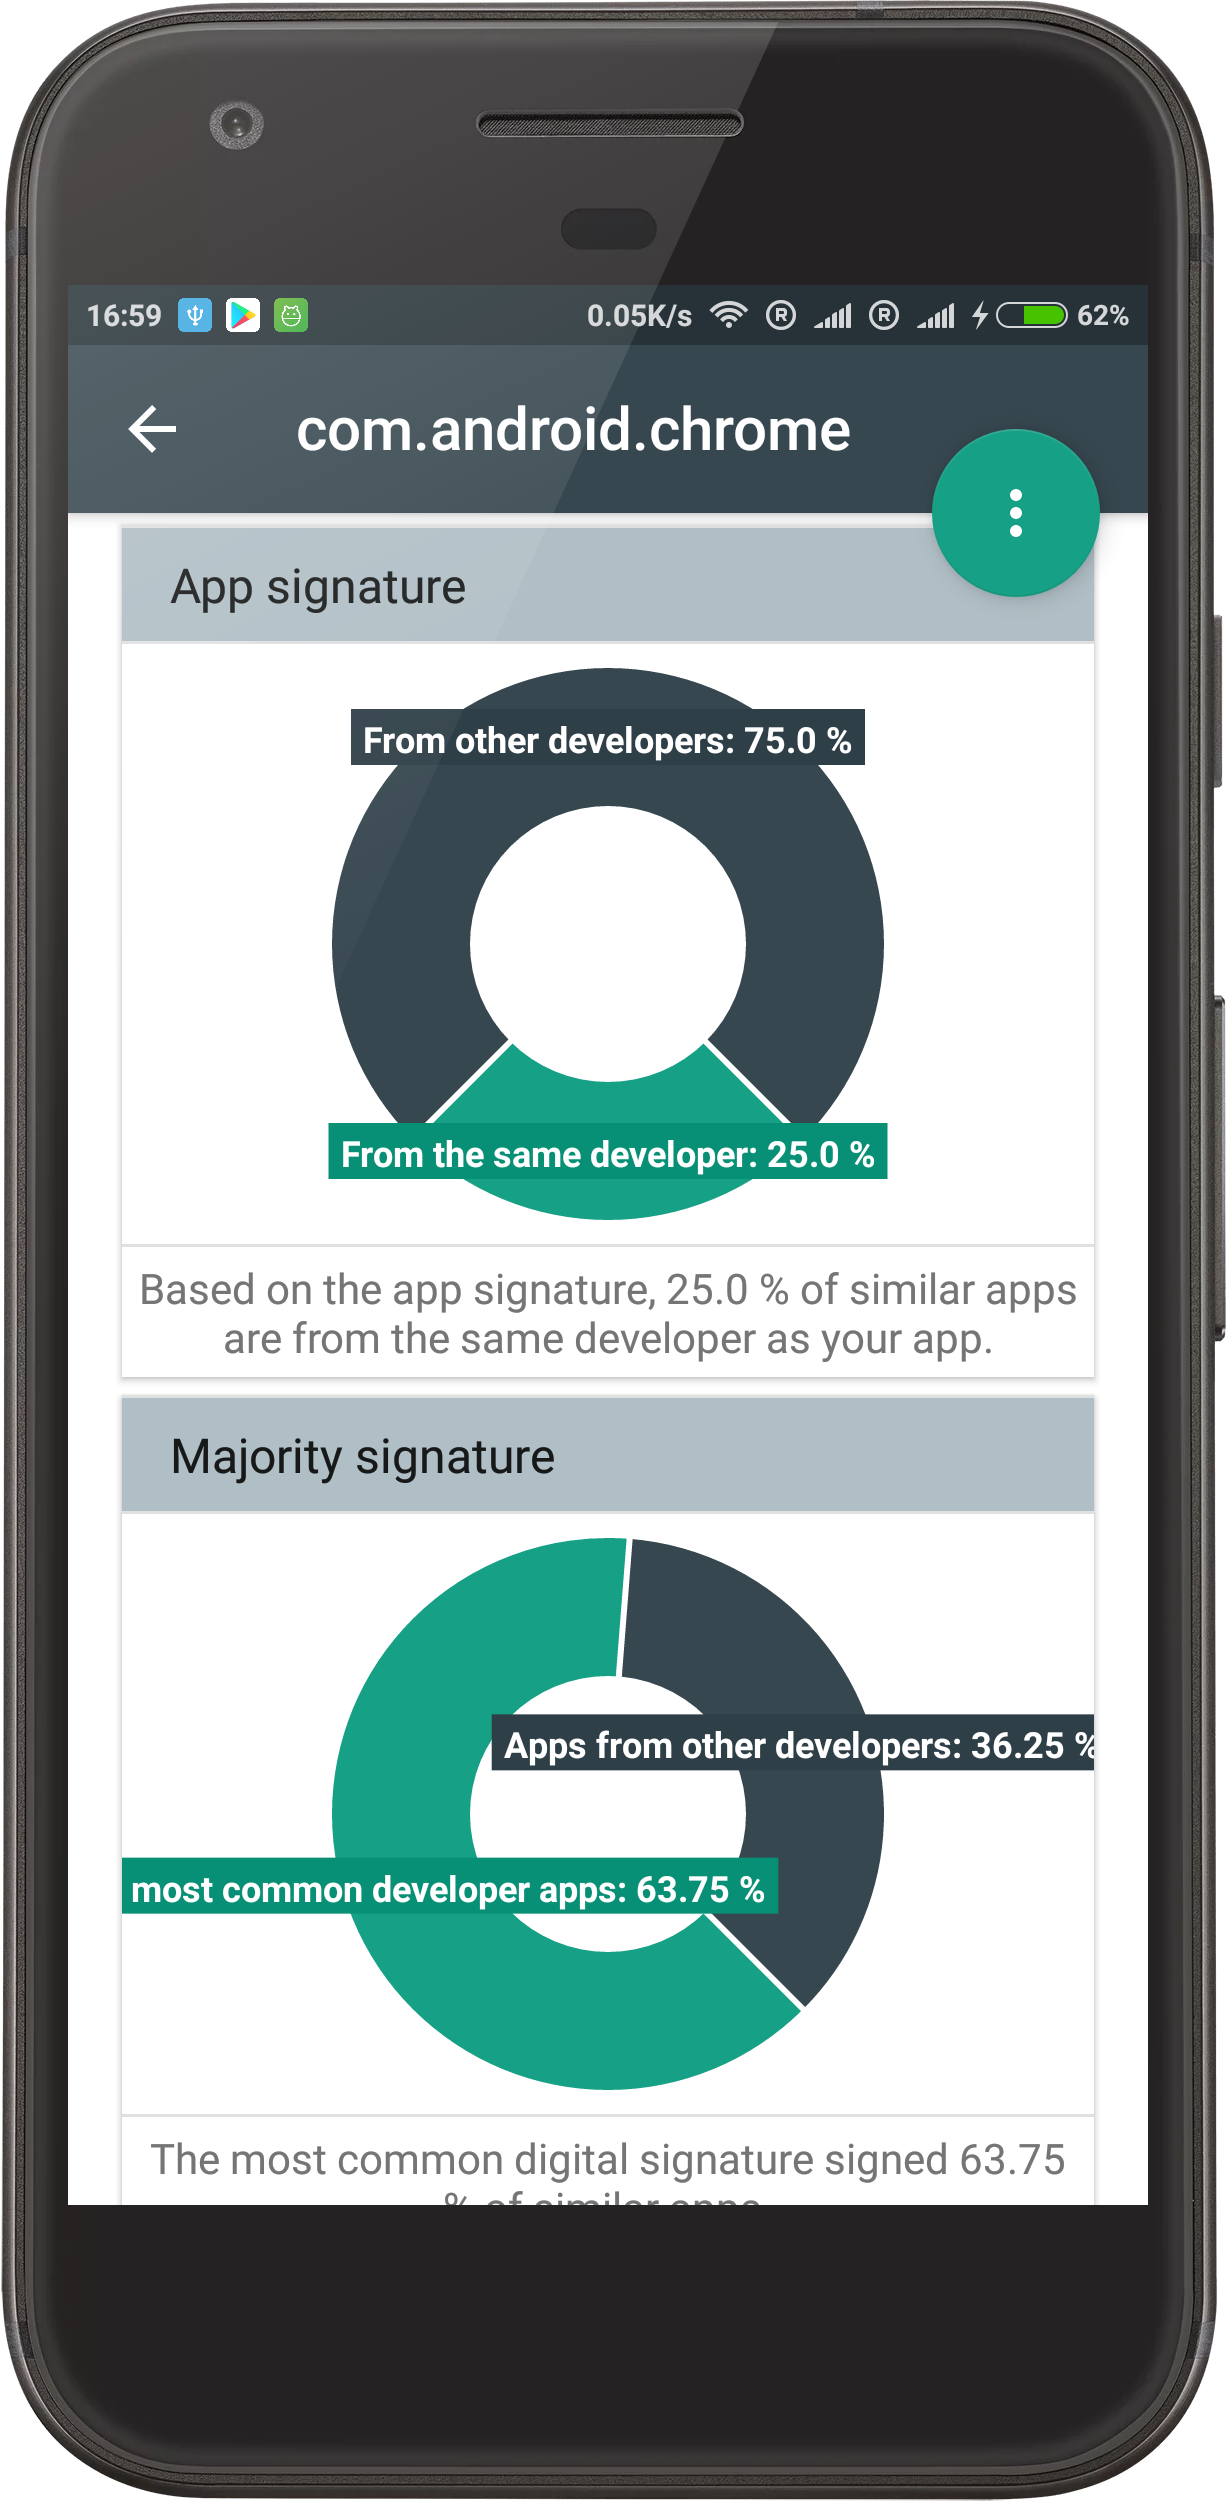 16:59 0.05K/s R R 62%
com.android.chrome
App signature
From other developers: 75.0 %
From the same developer: 25.0 %
Based on the app signature, 25.0 % of similar apps
are from the same developer as your app.
Majority signature
Apps from other developers: 36.25 %
most common developer apps: 63.75 %
The most common digital signature signed 63.75
% of similar apps